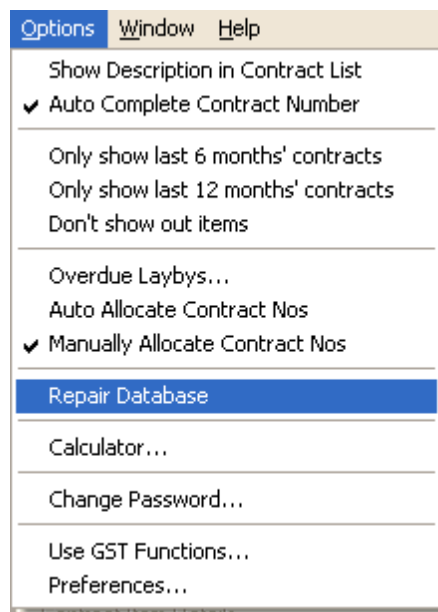 Options Window Help
Show Description in Contract List
✔ Auto Complete Contract Number
Only show last 6 months' contracts
Only show last 12 months' contracts
Don't show out items
Overdue Laybys...
Auto Allocate Contract Nos
✔ Manually Allocate Contract Nos
Repair Database
Calculator...
Change Password...
Use GST Functions...
Preferences...